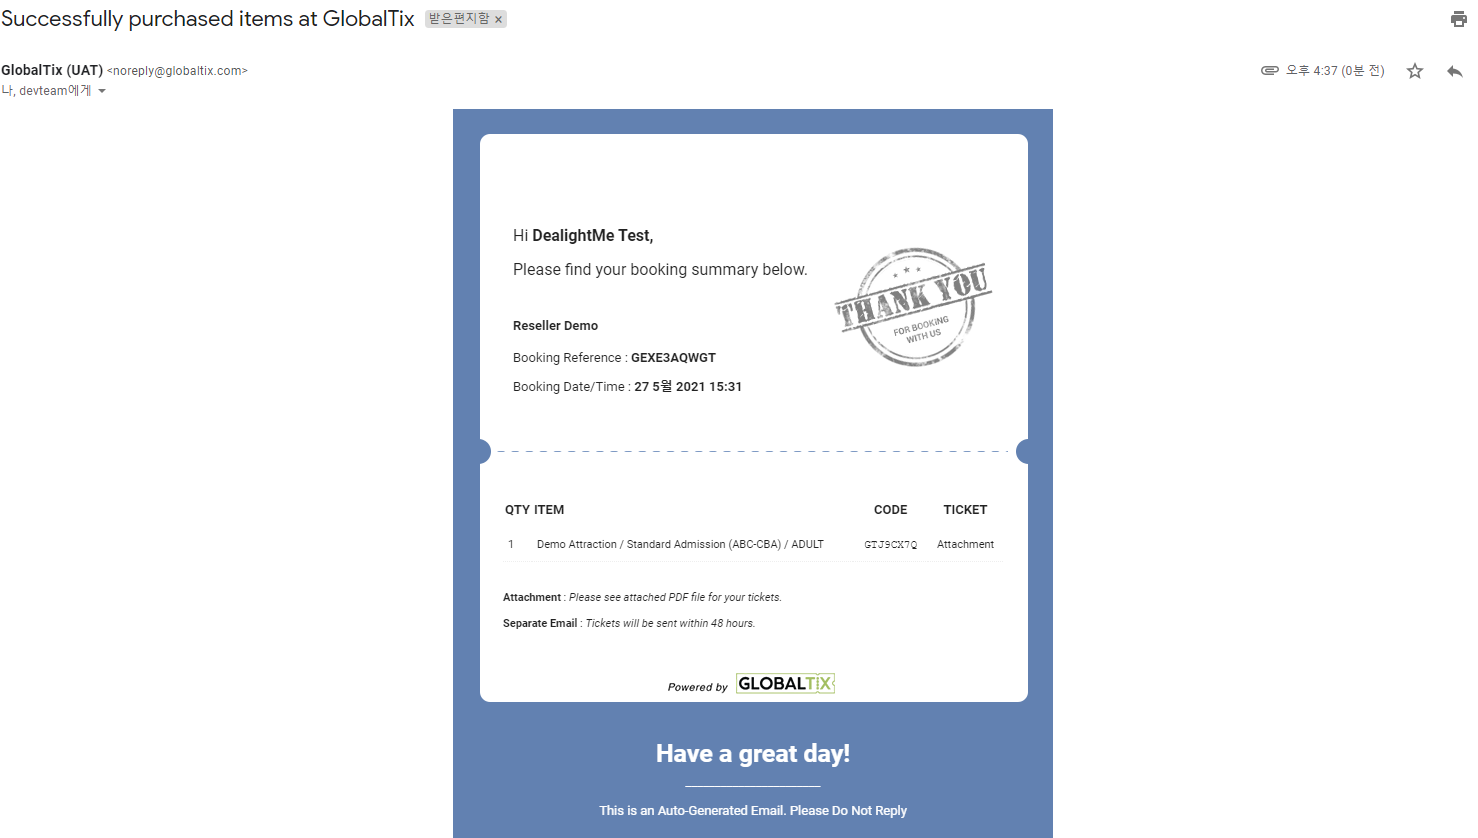 Successfully purchased items at GlobalTix 받은편지함 ×
GlobalTix (UAT) <noreply@globaltix.com> 오후 4:37 (0분 전)
나, devteam에게
Hi DealightMe Test,
Please find your booking summary below.
THANK YOU
FOR BOOKING
WITH US
Reseller Demo
Booking Reference : GEXE3AQWGT
Booking Date/Time : 27 5월 2021 15:31
QTY ITEM CODE TICKET
1 Demo Attraction / Standard Admission (ABC-CBA) / ADULT GTJ9CX7Q Attachment
Attachment : Please see attached PDF file for your tickets.
Separate Email : Tickets will be sent within 48 hours.
Powered by GLOBALTIX
Have a great day!
This is an Auto-Generated Email. Please Do Not Reply